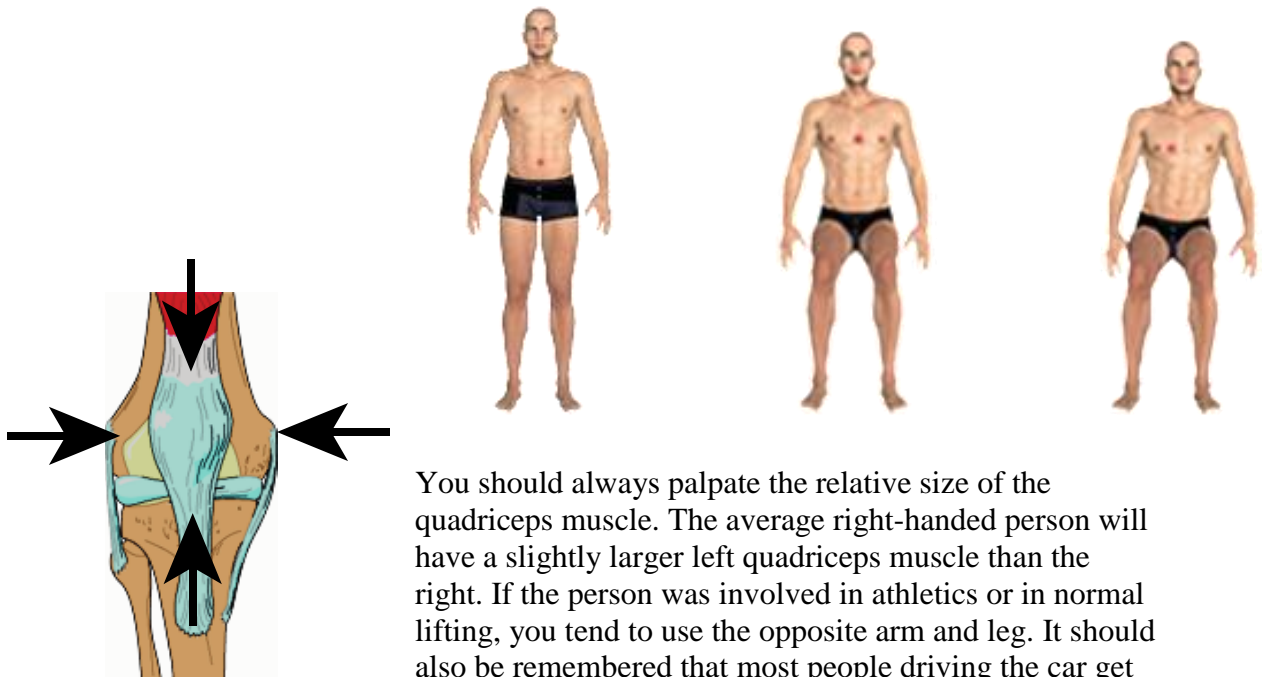 You should always palpate the relative size of the
quadriceps muscle. The average right-handed person will
have a slightly larger left quadriceps muscle than the
right. If the person was involved in athletics or in normal
lifting, you tend to use the opposite arm and leg. It should
also be remembered that most people driving the car get